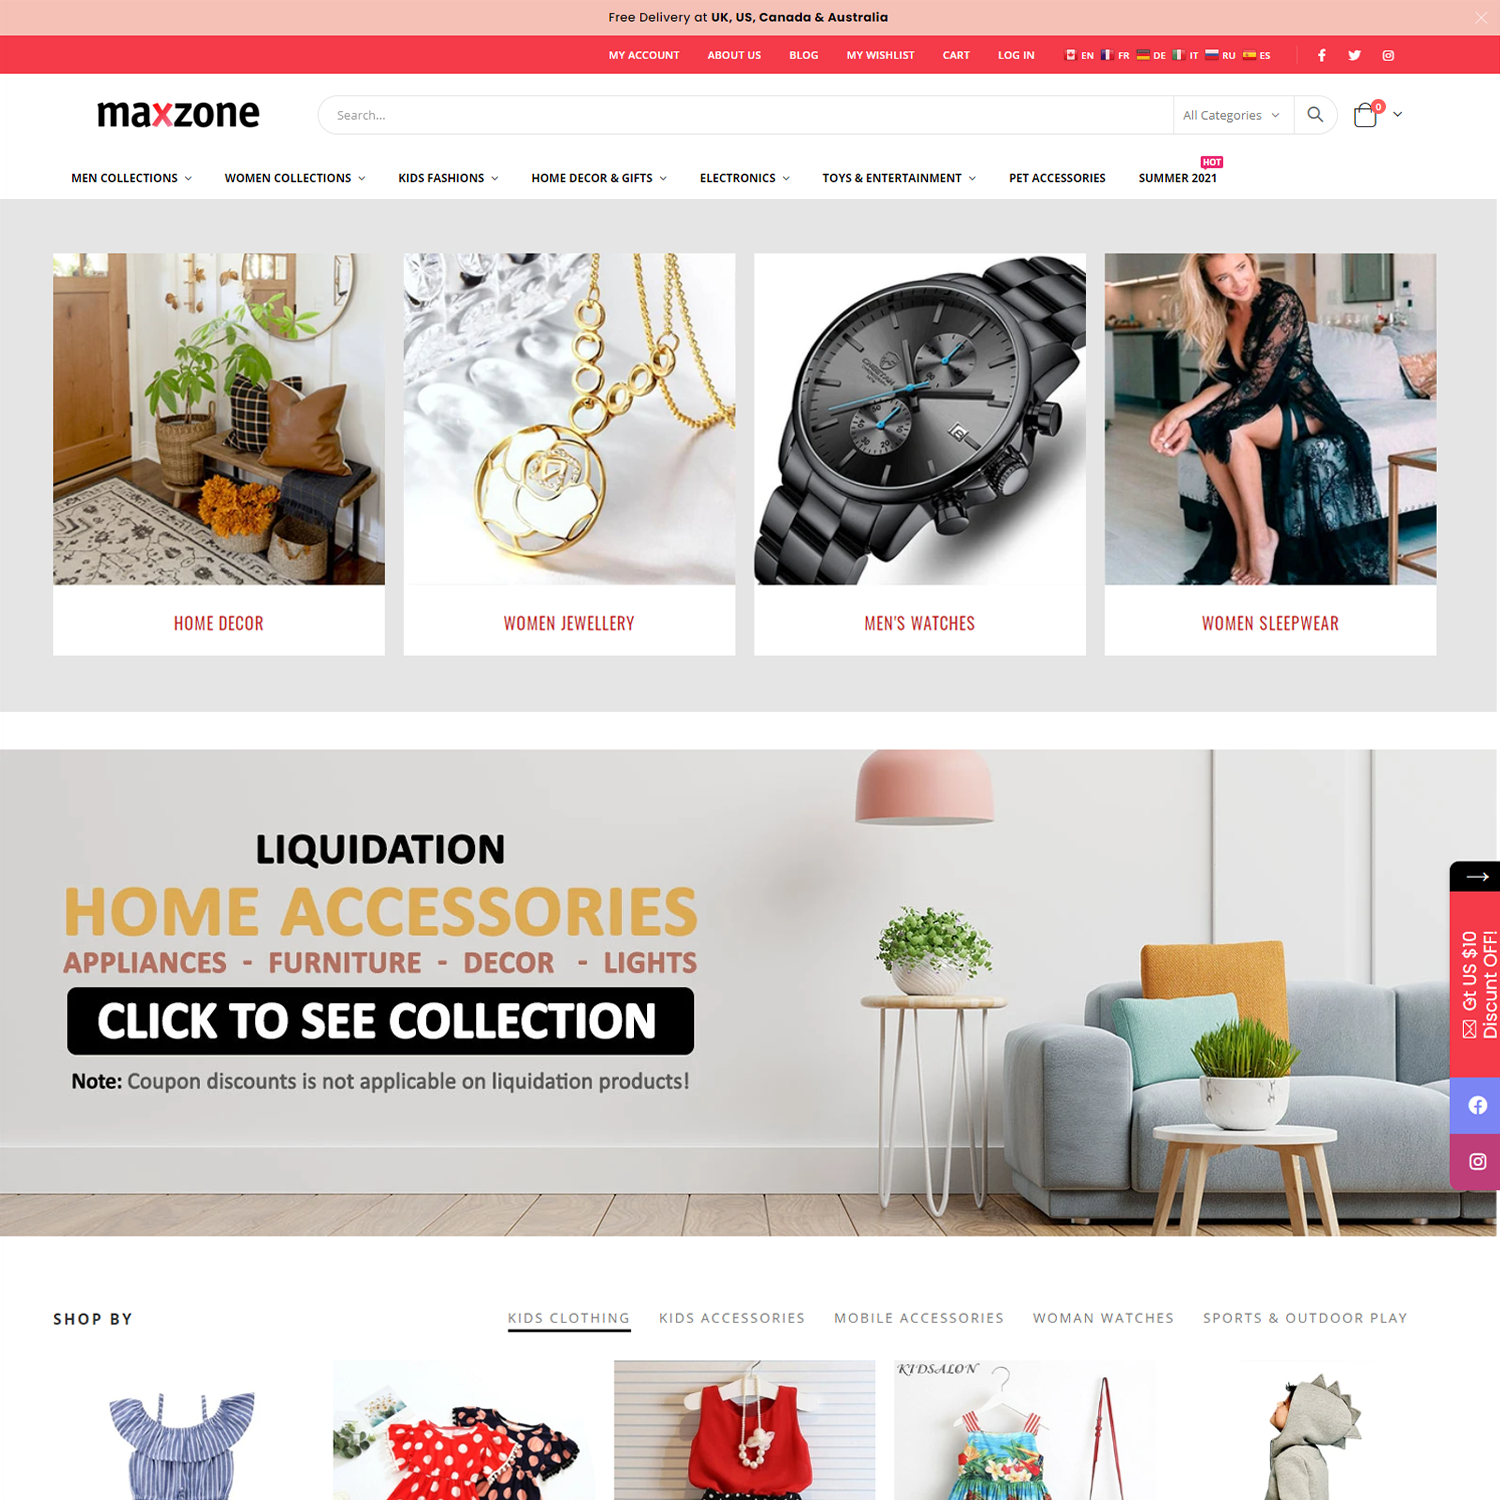 Free Delivery at UK, US, Canada & Australia
MY ACCOUNT ABOUT US BLOG MY WISHLIST CART LOG IN EN FR DE IT RU ES
maxzone
Search...
All Categories
0
HOT
MEN COLLECTIONS WOMEN COLLECTIONS KIDS FASHIONS HOME DECOR & GIFTS ELECTRONICS TOYS & ENTERTAINMENT PET ACCESSORIES SUMMER 2021
HOME DECOR WOMEN JEWELLERY MEN'S WATCHES WOMEN SLEEPWEAR
LIQUIDATION
HOME ACCESSORIES
APPLIANCES - FURNITURE - DECOR - LIGHTS
CLICK TO SEE COLLECTION
Note: Coupon discounts is not applicable on liquidation products!
Gt US $10
Discount OFF!
SHOP BY
KIDS CLOTHING KIDS ACCESSORIES MOBILE ACCESSORIES WOMAN WATCHES SPORTS & OUTDOOR PLAY
KIDSALON